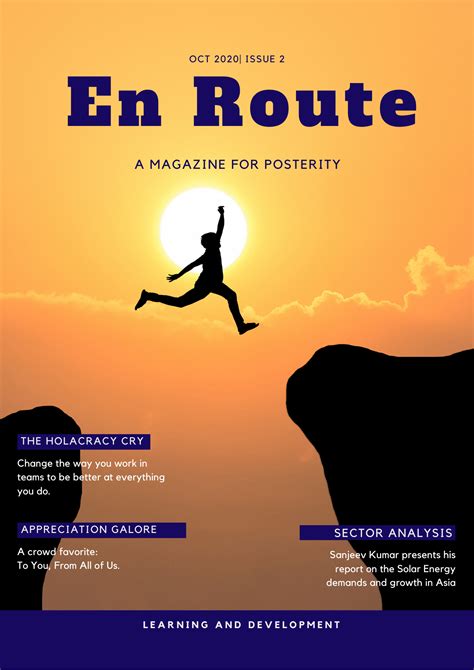 OCT 2020| ISSUE 2
En Route
A MAGAZINE FOR POSTERITY
THE HOLACRACY CRY
Change the way you work in
teams to be better at everything
you do.
APPRECIATION GALORE
A crowd favorite:
To You, From All of Us.
SECTOR ANALYSIS
Sanjeev Kumar presents his
report on the Solar Energy
demands and growth in Asia
LEARNING AND DEVELOPMENT